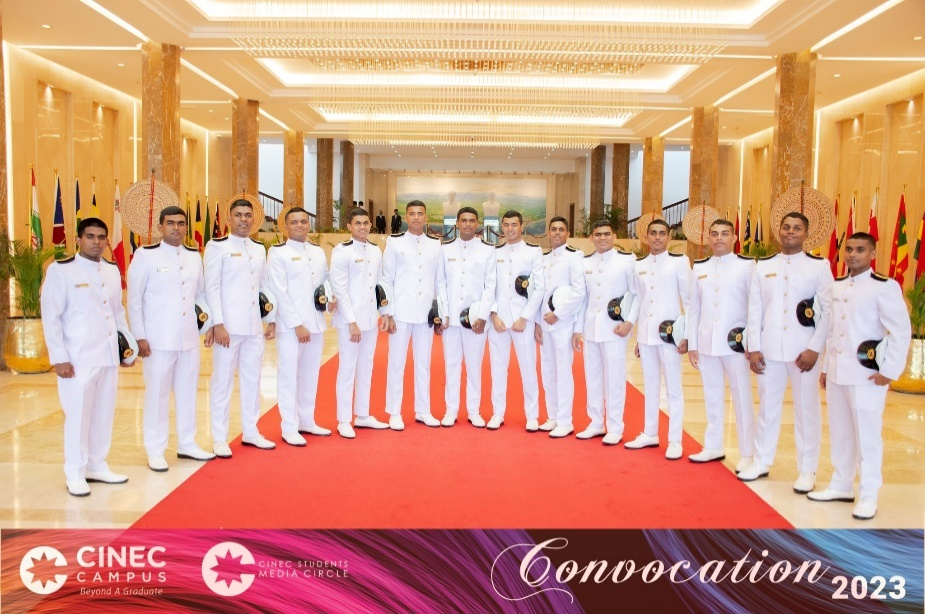 CINEC
CAMPUS
Beyond A Graduate
CINEC STUDENTS
MEDIA CIRCLE
Convocation
2023